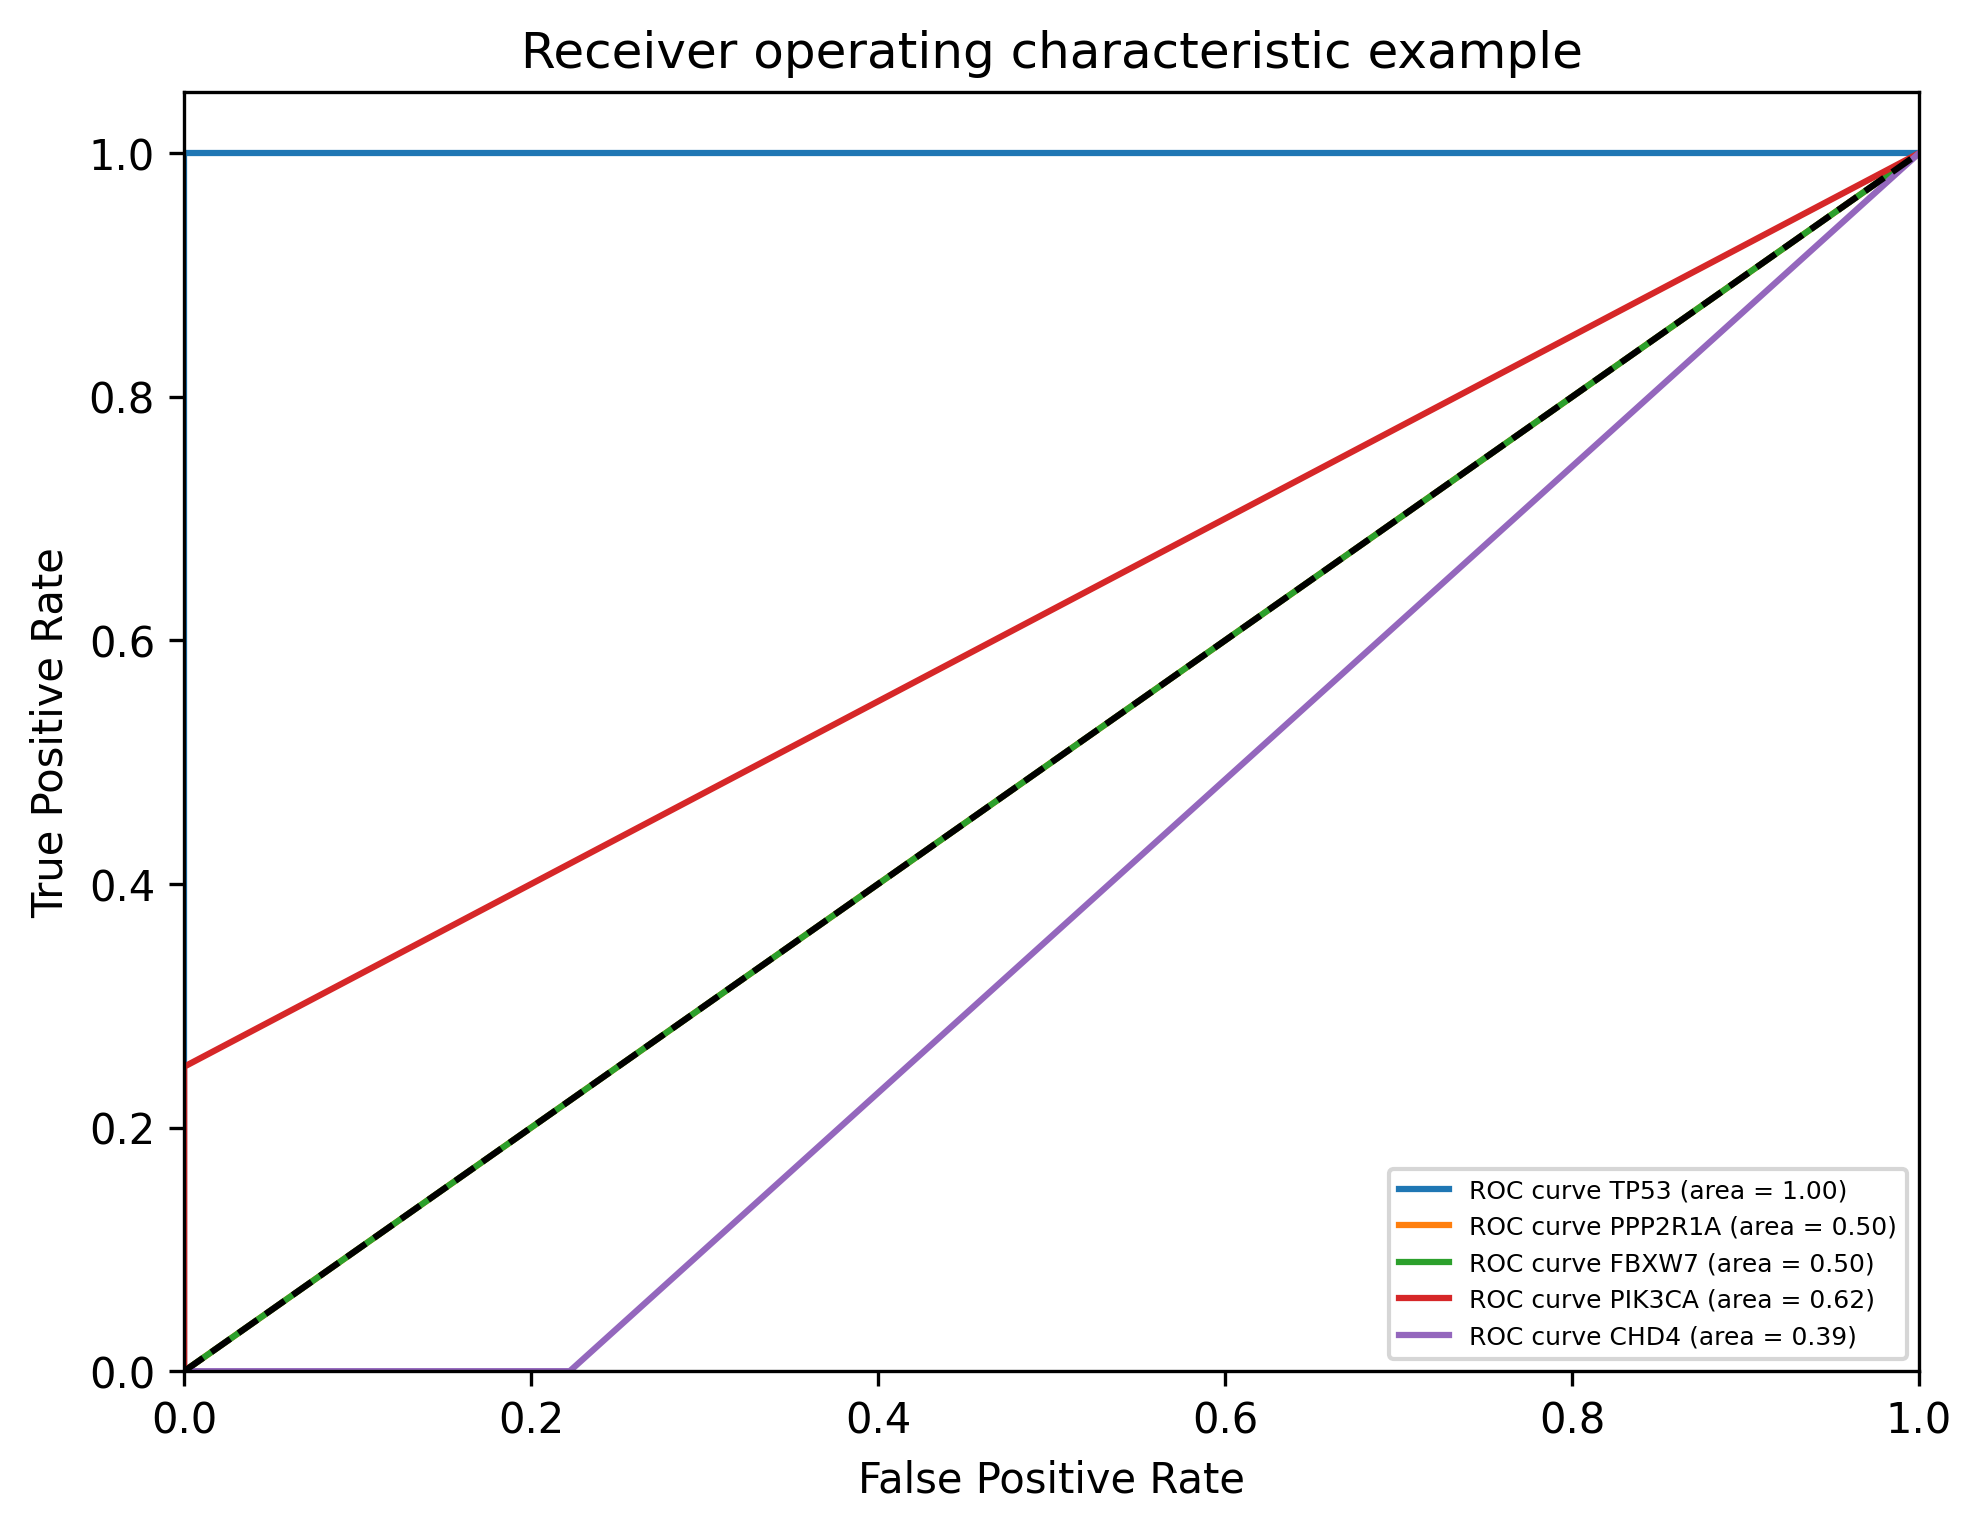 Receiver operating characteristic example
1.0
0.8
0.6
0.4
0.2
0.0
True Positive Rate
ROC curve TP53 (area = 1.00)
ROC curve PPP2R1A (area = 0.50)
ROC curve FBXW7 (area = 0.50)
ROC curve PIK3CA (area = 0.62)
ROC curve CHD4 (area = 0.39)
0.0 0.2 0.4 0.6 0.8 1.0
False Positive Rate